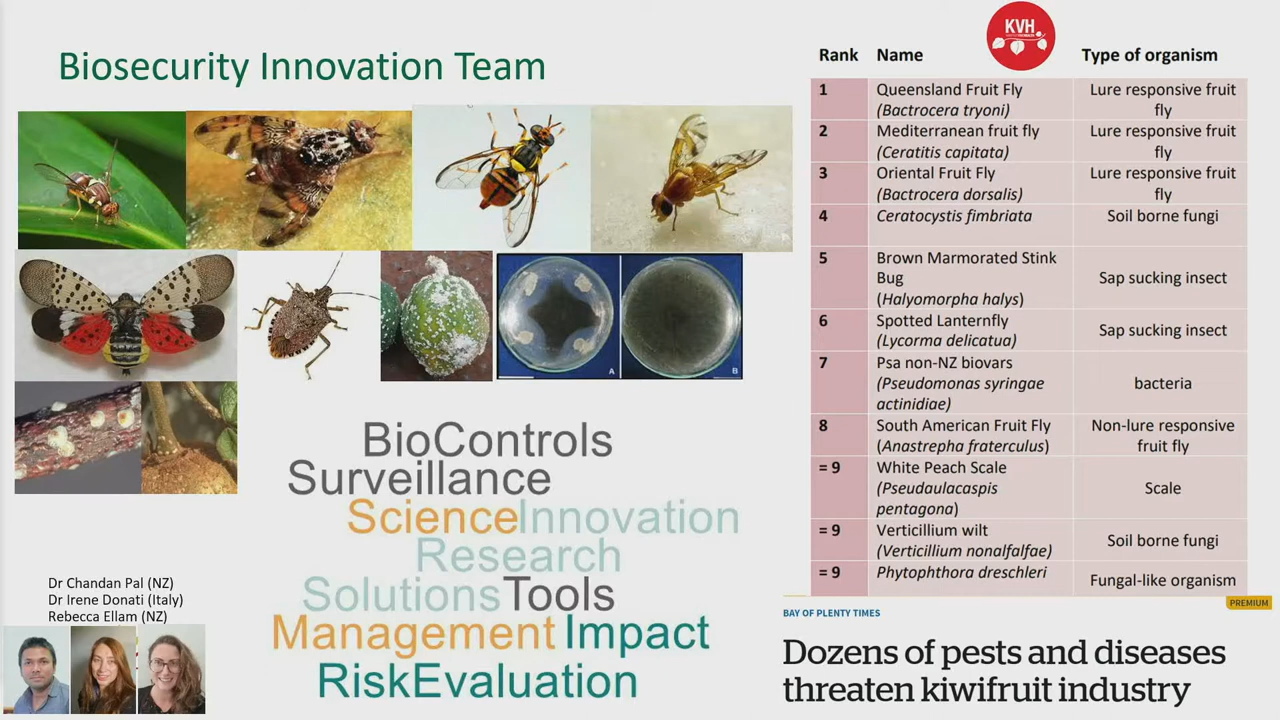 Biosecurity Innovation Team
KVH
Rank Name Type of organism
1 Queensland Fruit Fly Lure responsive fruit
(Bactrocera tryoni) fly
2 Mediterranean fruit fly Lure responsive fruit
(Ceratitis capitata) fly
3 Oriental Fruit Fly Lure responsive fruit
(Bactrocera dorsalis) fly
4 Ceratocystis fimbriata Soil borne fungi
5 Brown Marmorated Stink
Bug Sap sucking insect
(Halyomorpha halys)
6 Spotted Lanternfly Sap sucking insect
(Lycorma delicatua)
7 Psa non-NZ biovars
(Pseudomonas syringae bacteria
actinidiae)
8 South American Fruit Fly Non-lure responsive
(Anastrepha fraterculus) fruit fly
= 9 White Peach Scale
(Pseudaulacaspis Scale
pentagona)
= 9 Verticillium wilt Soil borne fungi
(Verticillium nonalfalfae)
= 9 Phytophthora dreschleri Fungal-like organism
A
B
BioControls
Surveillance
ScienceInnovation
Research
Solutions Tools
Management Impact
RiskEvaluation
Dr Chandan Pal (NZ)
Dr Irene Donati (Italy)
Rebecca Ellam (NZ)
PREMIUM
BAY OF PLENTY TIMES
Dozens of pests and diseases
threaten kiwifruit industry